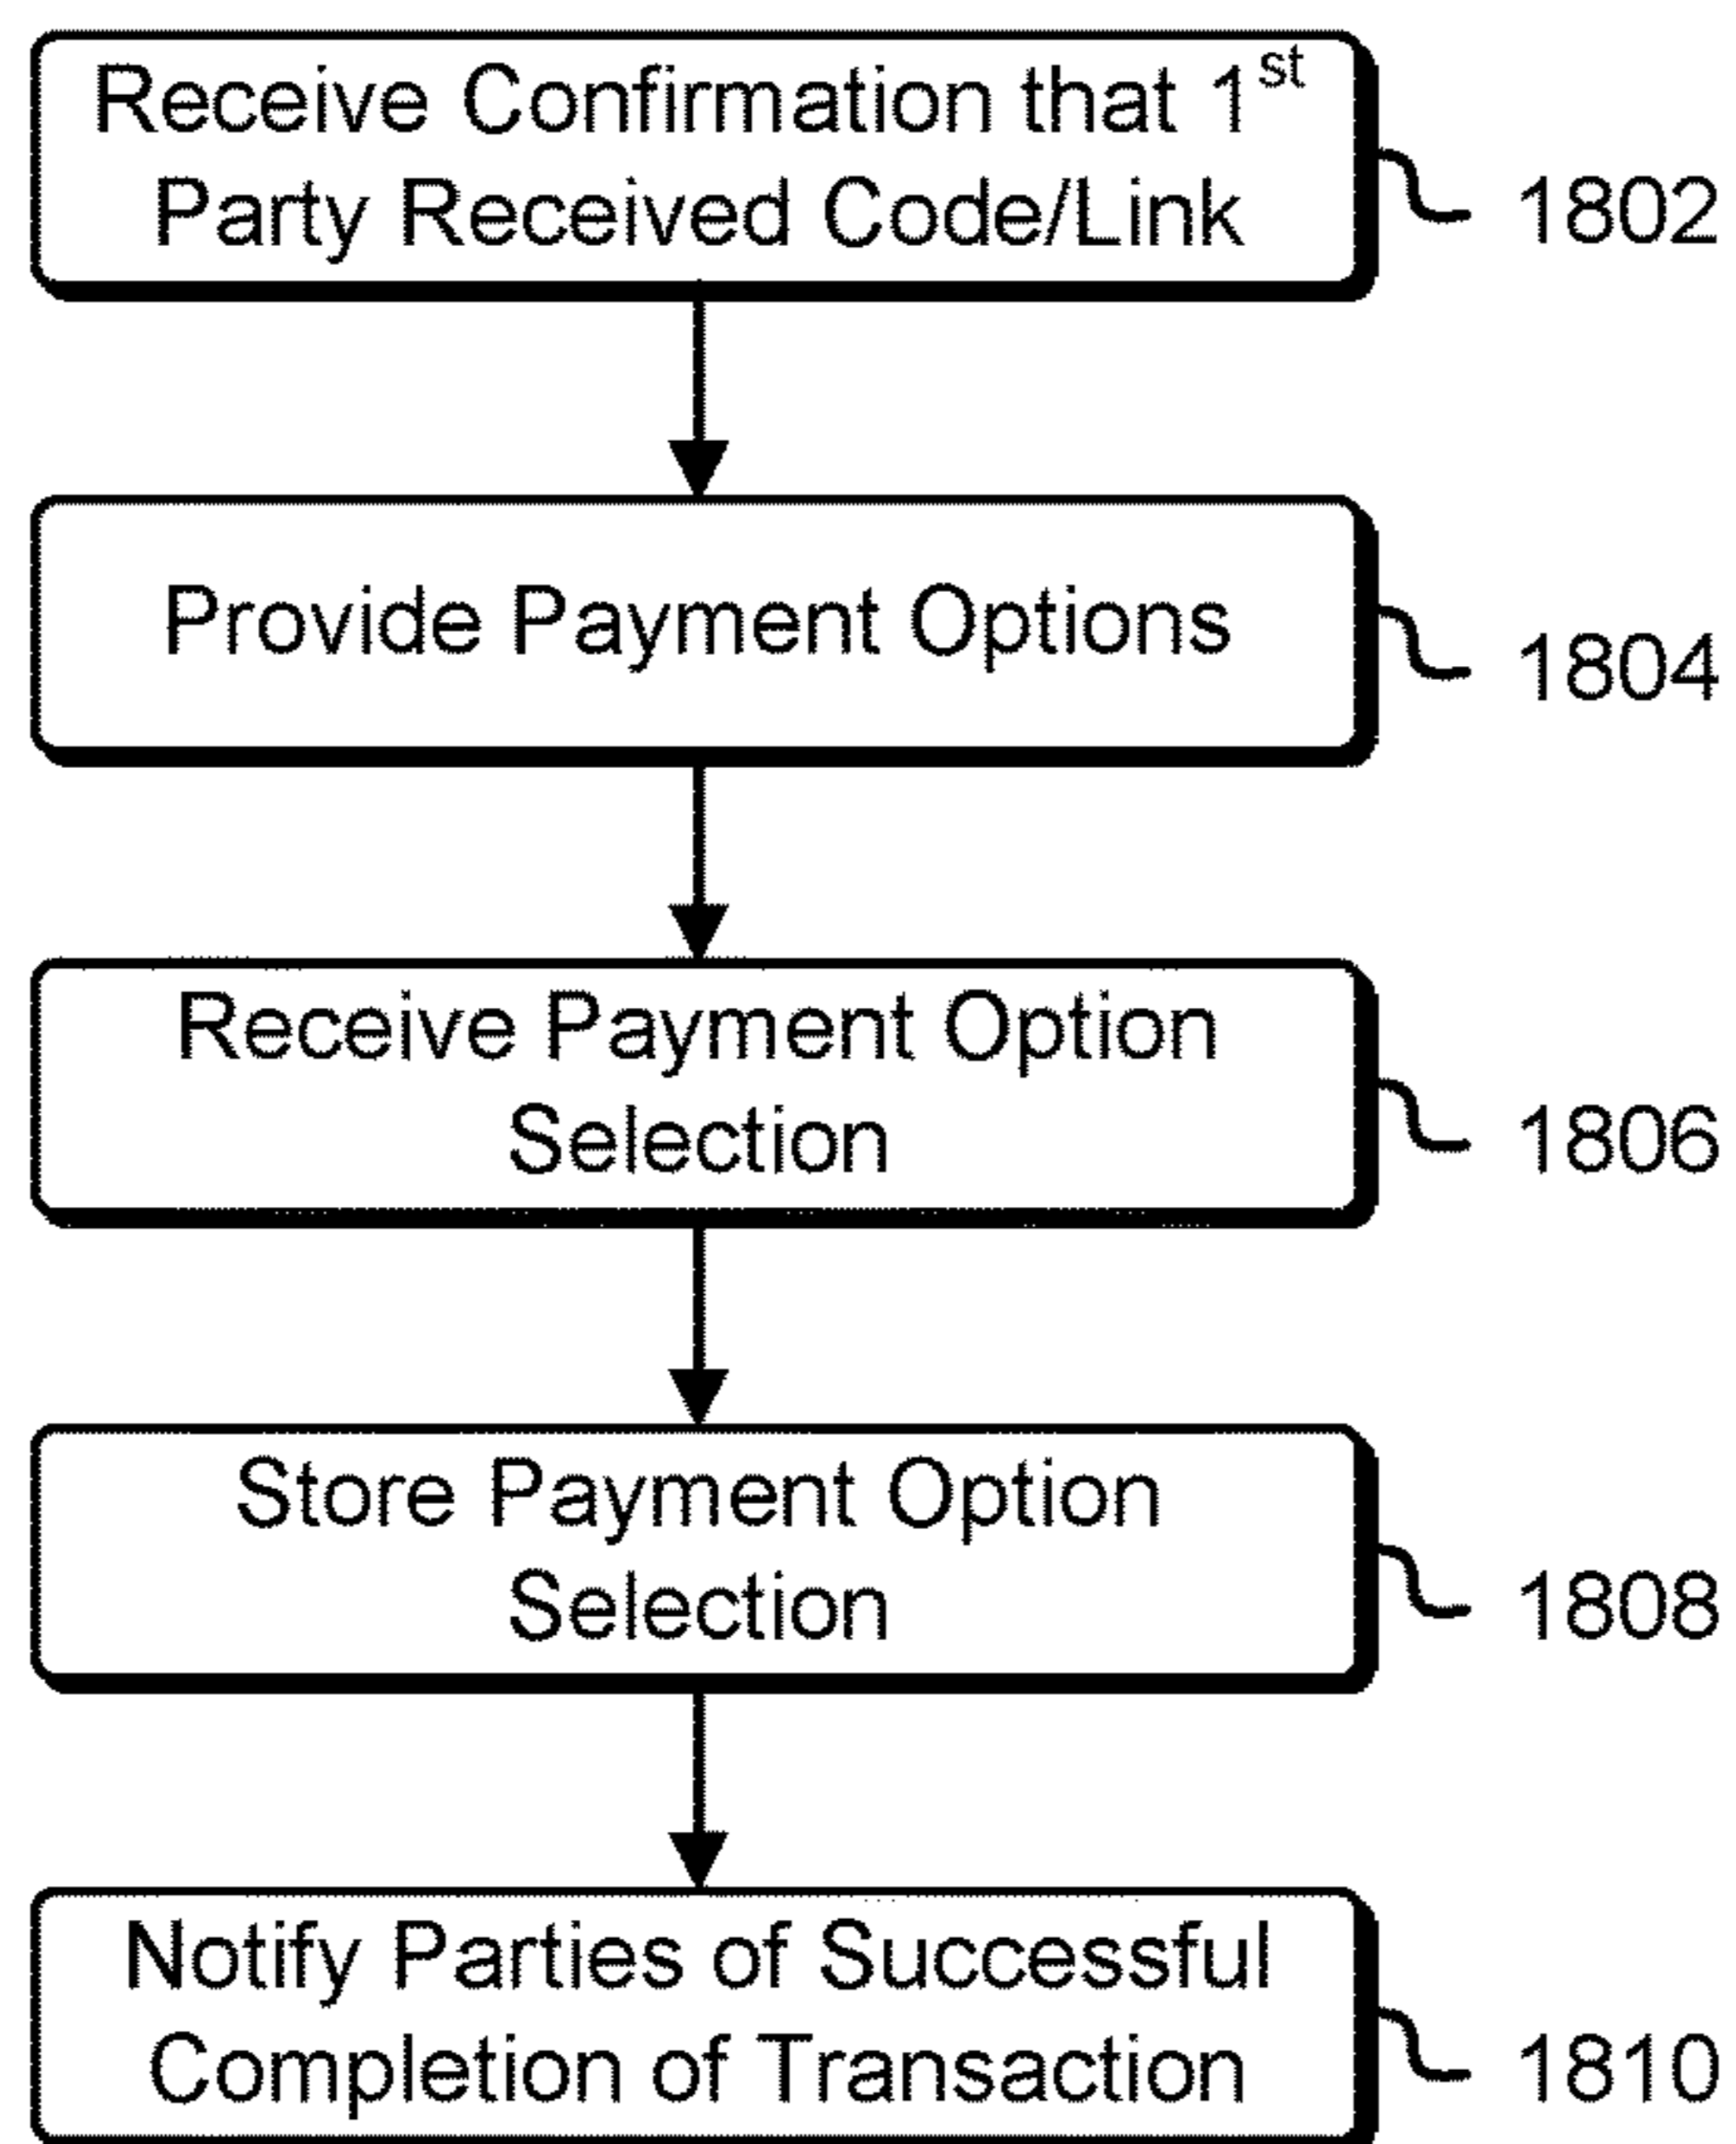 Receive Confirmation that 1st
Party Received Code/Link
1802
Provide Payment Options
1804
Receive Payment Option
Selection
1806
Store Payment Option
Selection
1808
Notify Parties of Successful
Completion of Transaction
1810